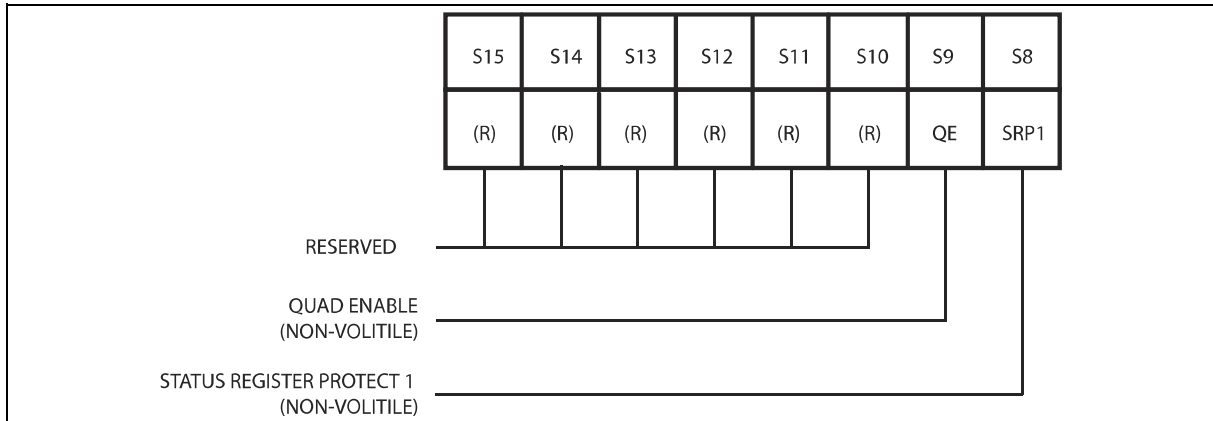 S15 S14 S13 S12 S11 S10 S9 S8
(R) (R) (R) (R) (R) (R) QE SRP1
RESERVED
QUAD ENABLE
(NON-VOLITILE)
STATUS REGISTER PROTECT 1
(NON-VOLITILE)